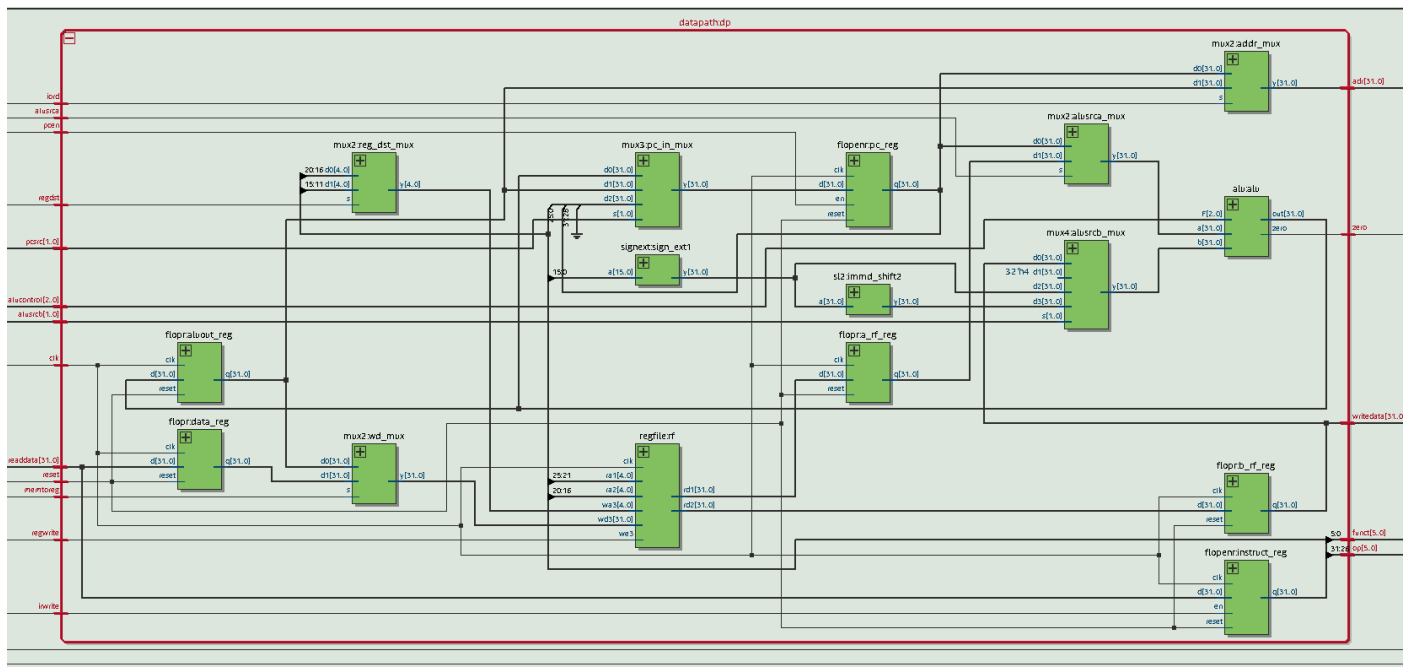 datapath:dp
mux2:addr_mux
d0[31..0]
d1[31..0]
s
y[31..0]
adr[31..0]
iord
alusrca
pcen
mux2:alusrca_mux
d0[31..0]
d1[31..0]
s
y[31..0]
mux2:reg_dst_mux
20:16 d0[4..0]
15:11 d1[4..0]
s
y[4..0]
mux3:pc_in_mux
d0[31..0]
d1[31..0]
d2[31..0]
s[1..0]
y[31..0]
25:0
31:28
flopenr:pc_reg
clk
d[31..0]
en
reset
q[31..0]
regdst
pcsrc[1..0]
alu:alu
F[2..0]
a[31..0]
b[31..0]
out[31..0]
zero
zero
mux4:alusrcb_mux
d0[31..0]
32'h4 d1[31..0]
d2[31..0]
d3[31..0]
s[1..0]
y[31..0]
signext:sign_ext1
15:0
a[15..0]
y[31..0]
sl2:immd_shift2
a[31..0]
y[31..0]
alucontrol[2..0]
alusrcb[1..0]
flopr:aluout_reg
clk
d[31..0]
reset
q[31..0]
clk
flopr:a_rf_reg
clk
d[31..0]
reset
q[31..0]
writedata[31..0]
flopr:data_reg
clk
d[31..0]
reset
q[31..0]
readdata[31..0]
reset
memtoreg
mux2:wd_mux
d0[31..0]
d1[31..0]
s
y[31..0]
regfile:rf
clk
25:21 ra1[4..0]
20:16 ra2[4..0]
wa3[4..0]
wd3[31..0]
we3
rd1[31..0]
rd2[31..0]
flopr:b_rf_reg
clk
d[31..0]
reset
q[31..0]
regwrite
5:0
funct[5..0]
31:26
op[5..0]
flopenr:instruct_reg
clk
d[31..0]
en
reset
q[31..0]
irwrite